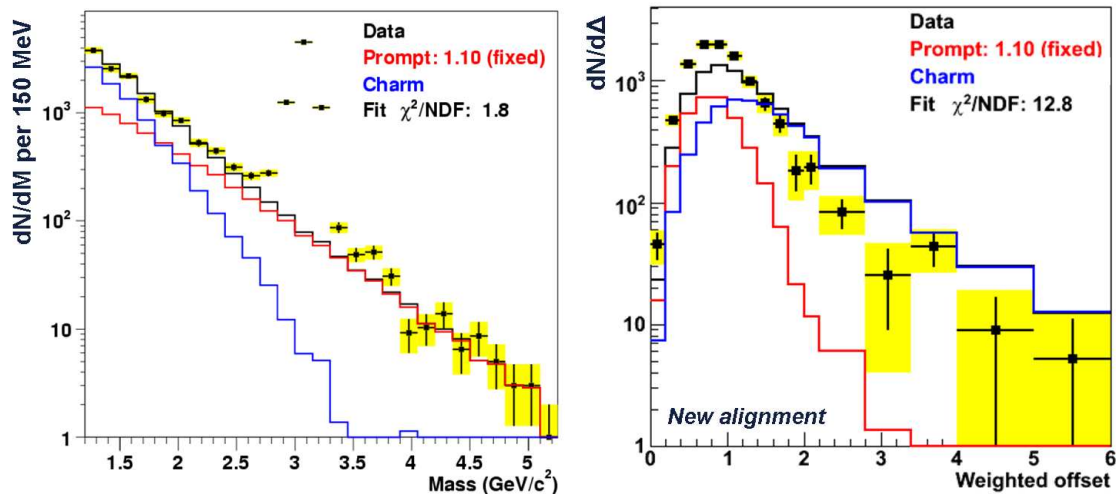 dN/dM per 150 MeV
10³
10²
10
1
Data
Prompt: 1.10 (fixed)
Charm
Fit χ²/NDF: 1.8
1.5 2 2.5 3 3.5 4 4.5 5
Mass (GeV/c²)
dN/dΔ
10³
10²
10
1
Data
Prompt: 1.10 (fixed)
Charm
Fit χ²/NDF: 12.8
New alignment
0 1 2 3 4 5 6
Weighted offset